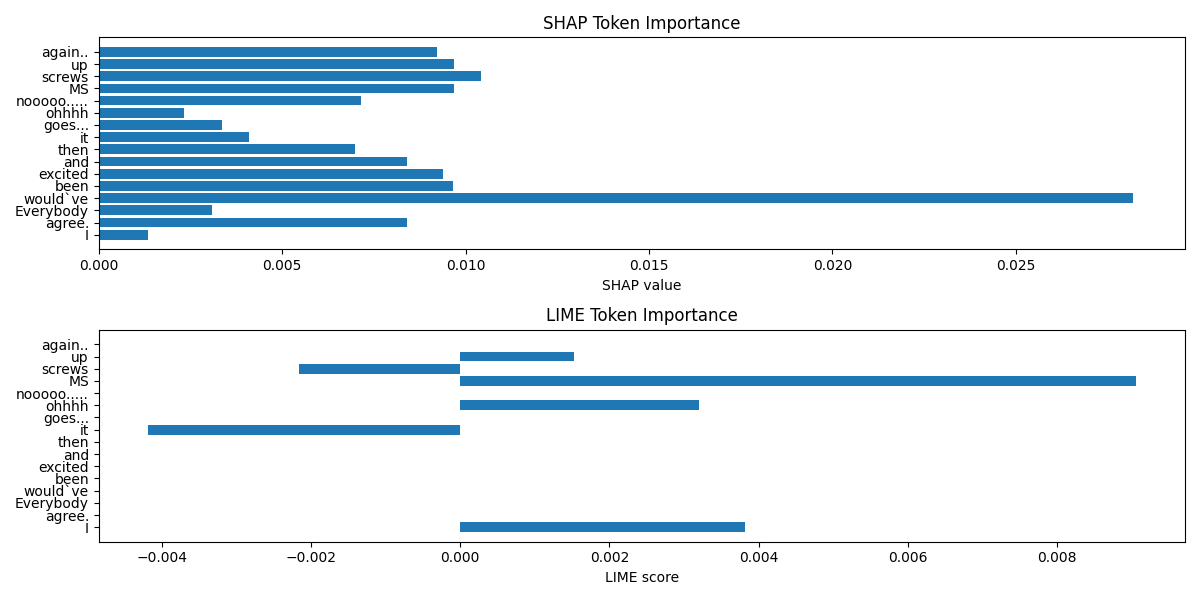 SHAP Token Importance
again..
up
screws
MS
nooooo.....
ohhhh
goes...
it
then
and
excited
been
would`ve
Everybody
agree.
I
0.000 0.005 0.010 0.015 0.020 0.025
SHAP value
LIME Token Importance
again..
up
screws
MS
nooooo.....
ohhhh
goes...
it
then
and
excited
been
would`ve
Everybody
agree.
I
−0.004 −0.002 0.000 0.002 0.004 0.006 0.008
LIME score